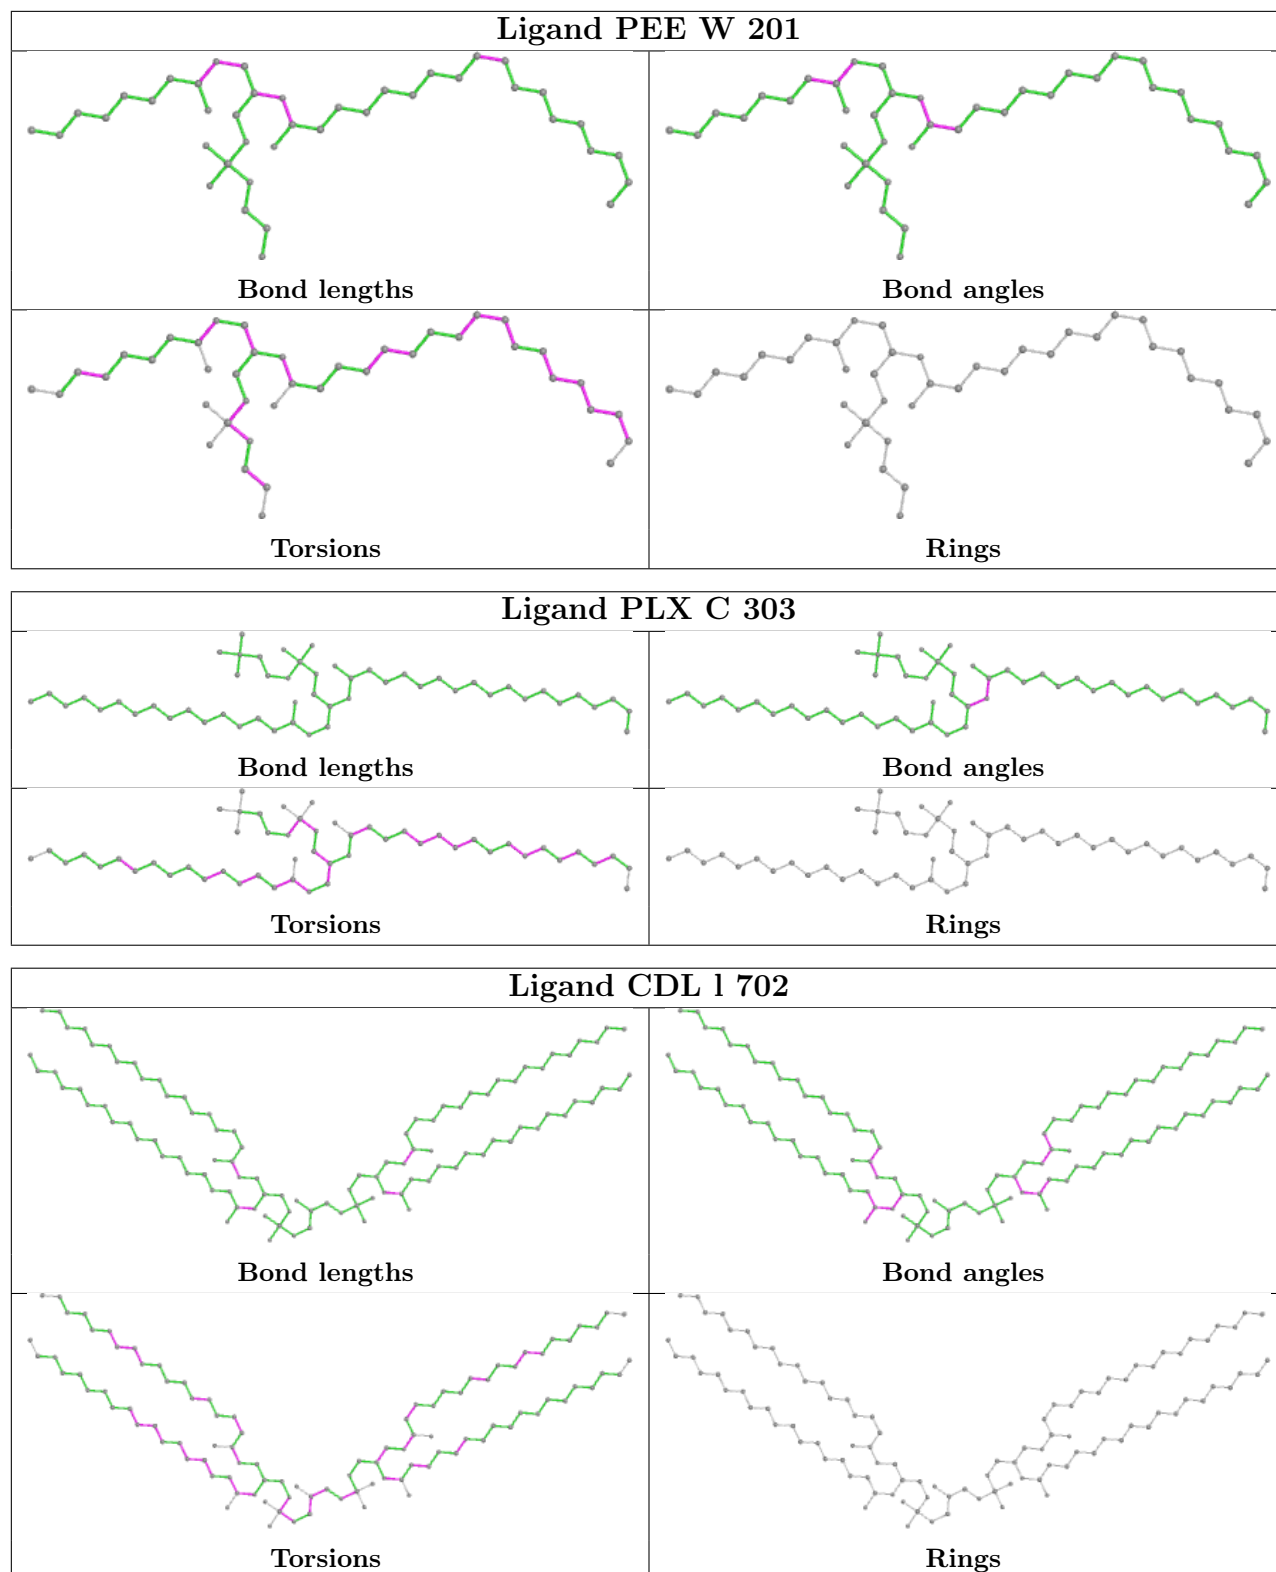 Ligand PEE W 201
Bond lengths
Bond angles
Torsions
Rings
Ligand PLX C 303
Bond lengths
Bond angles
Torsions
Rings
Ligand CDL l 702
Bond lengths
Bond angles
Torsions
Rings